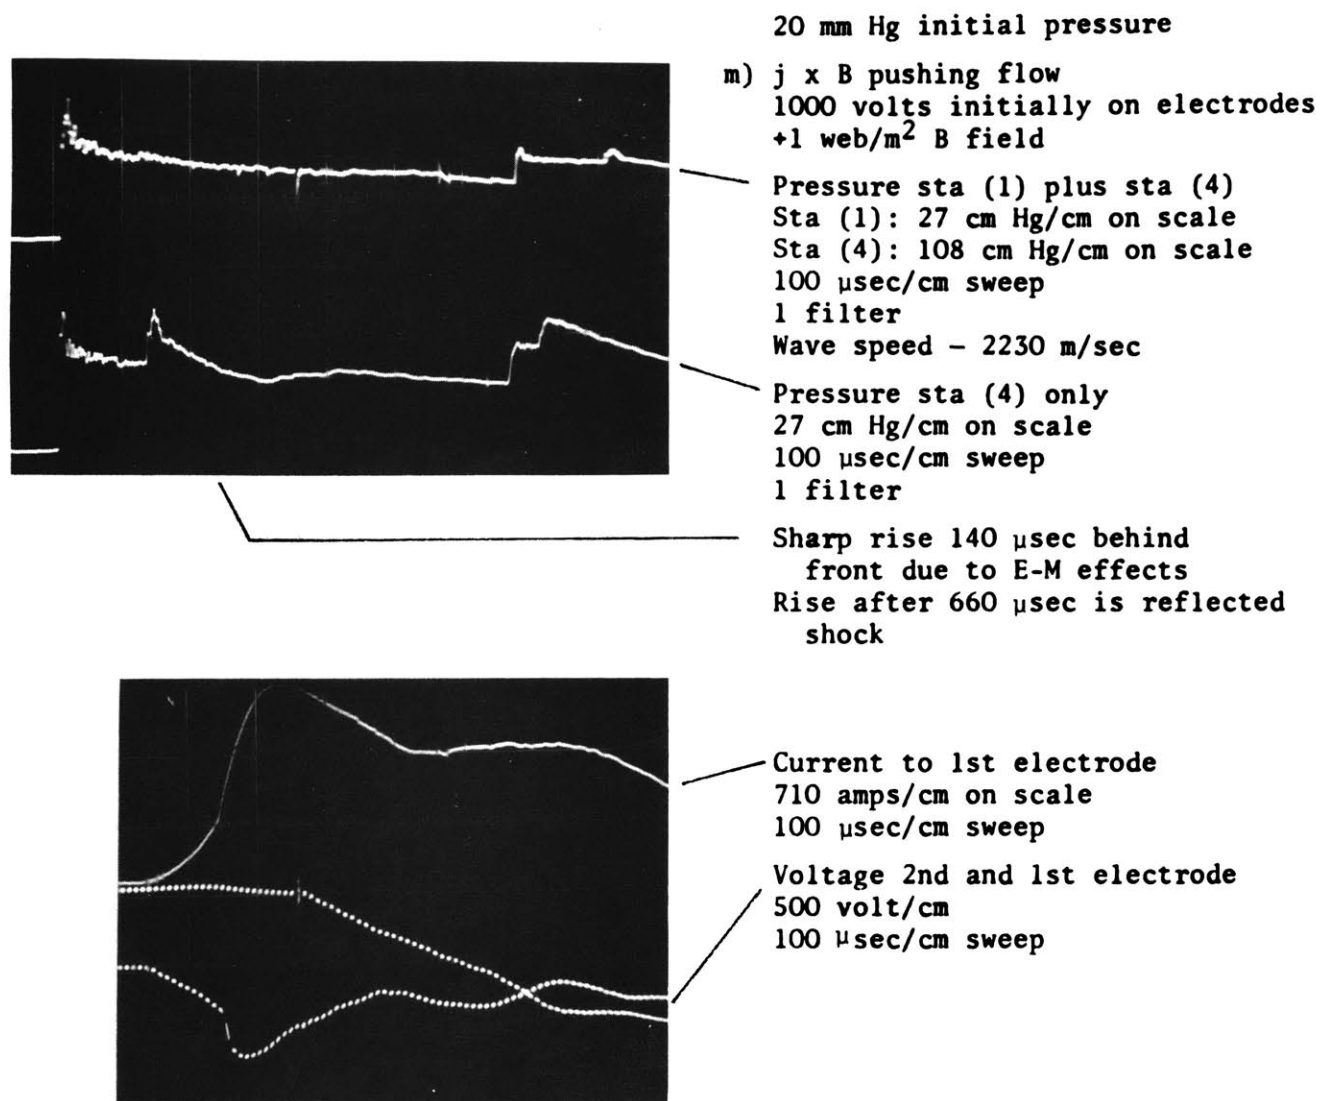 20 mm Hg initial pressure
m) j x B pushing flow
1000 volts initially on electrodes
+1 web/m² B field
Pressure sta (1) plus sta (4)
Sta (1): 27 cm Hg/cm on scale
Sta (4): 108 cm Hg/cm on scale
100 μsec/cm sweep
1 filter
Wave speed – 2230 m/sec
Pressure sta (4) only
27 cm Hg/cm on scale
100 μsec/cm sweep
1 filter
Sharp rise 140 μsec behind
front due to E-M effects
Rise after 660 μsec is reflected
shock
Current to 1st electrode
710 amps/cm on scale
100 μsec/cm sweep
Voltage 2nd and 1st electrode
500 volt/cm
100 μsec/cm sweep